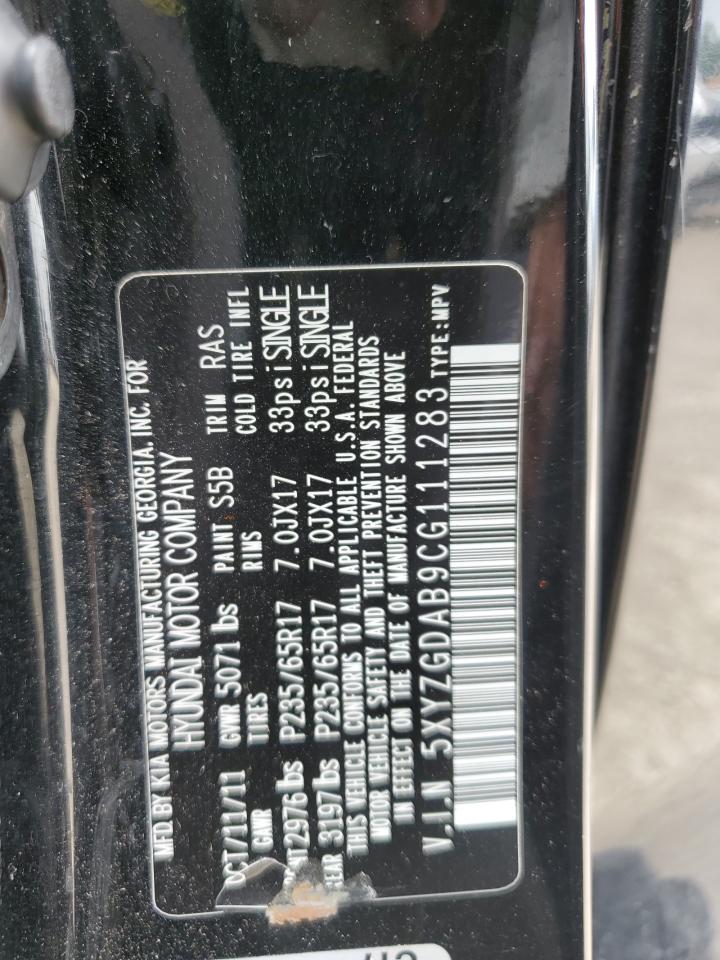 MFD.BY KIA MOTORS MANUFACTURING GEORGIA. INC. FOR
HYUNDAI MOTOR COMPANY
OCT/11/11 GVWR 5071 lbs PAINT S5B TRIM RAS
GAWR TIRES RIMS COLD TIRE INFL
2976 lbs P235/65R17 7.0JX17 33psi SINGLE
REAR 3197 lbs P235/65R17 7.0JX17 33psi SINGLE
THIS VEHICLE CONFORMS TO ALL APPLICABLE U.S.A. FEDERAL
MOTOR VEHICLE SAFETY AND THEFT PREVENTION STANDARDS
IN EFFECT ON THE DATE OF MANUFACTURE SHOWN ABOVE
V.I.N 5XYZGDAB9CG111283 TYPE:MPV